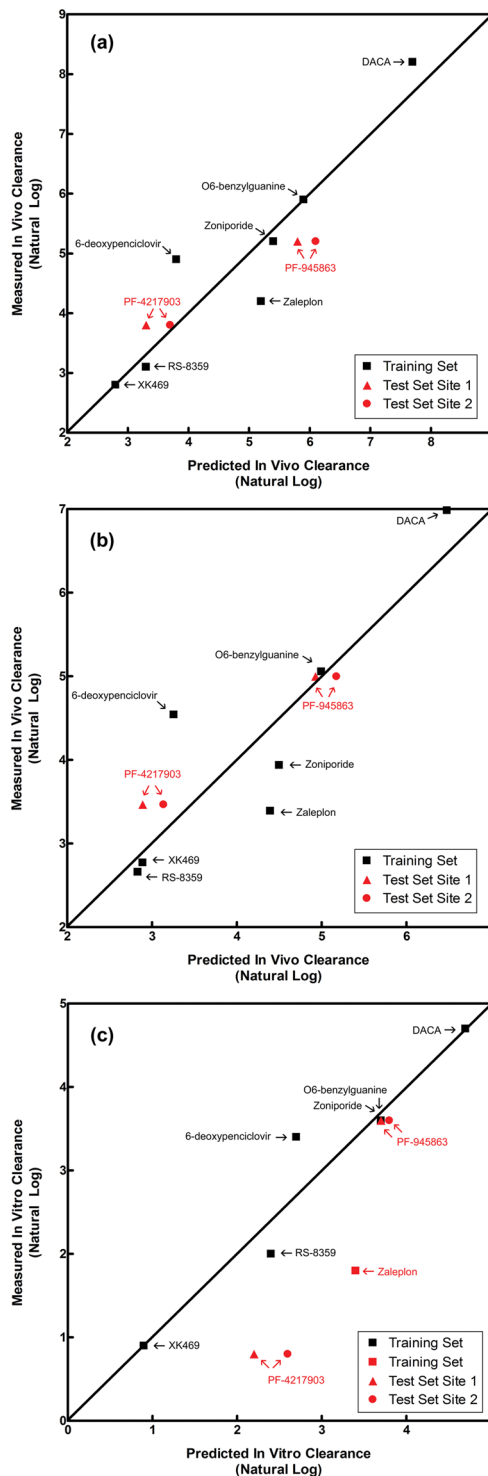 (a)
9
8
7
6
5
4
3
2
Measured In Vivo Clearance
(Natural Log)
DACA →
O6-benzylguanine
Zoniporide
6-deoxypenciclovir
PF-945863
PF-4217903
← Zaleplon
← RS-8359
← XK469
Training Set
Test Set Site 1
Test Set Site 2
2 3 4 5 6 7 8
Predicted In Vivo Clearance
(Natural Log)
(b)
7
6
5
4
3
2
Measured In Vivo Clearance
(Natural Log)
DACA
O6-benzylguanine
6-deoxypenciclovir
PF-945863
← Zoniporide
PF-4217903
← Zaleplon
← XK469
← RS-8359
Training Set
Test Set Site 1
Test Set Site 2
2 3 4 5 6
Predicted In Vivo Clearance
(Natural Log)
(c)
5
4
3
2
1
0
Measured In Vitro Clearance
(Natural Log)
DACA →
O6-benzylguanine
Zoniporide
6-deoxypenciclovir →
PF-945863
← RS-8359
← Zaleplon
← XK469
PF-4217903
Training Set
Training Set
Test Set Site 1
Test Set Site 2
0 1 2 3 4
Predicted In Vitro Clearance
(Natural Log)